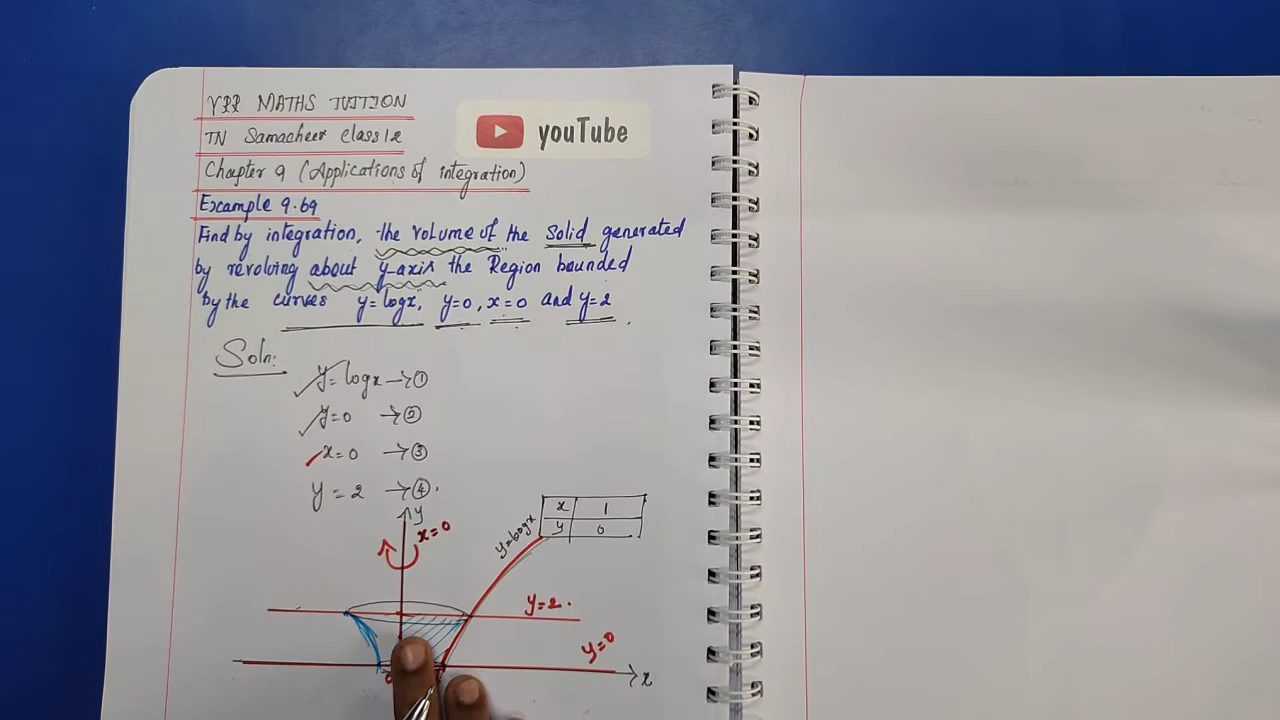 VRR MATHS TUITION
youTube
TN Samacheer Class 12
Chapter 9 (Applications of integration)
Example 9.69
Find by integration, the volume of the solid generated
by revolving about y-axis the Region bounded
by the curves y=logx, y=0, x=0 and y=2.
Soln:
y=logx→①
y=0 →②
x=0 →③
y=2 →④.
y
x=0
x 1
y 0
y=logx
y=2.
y=0
x